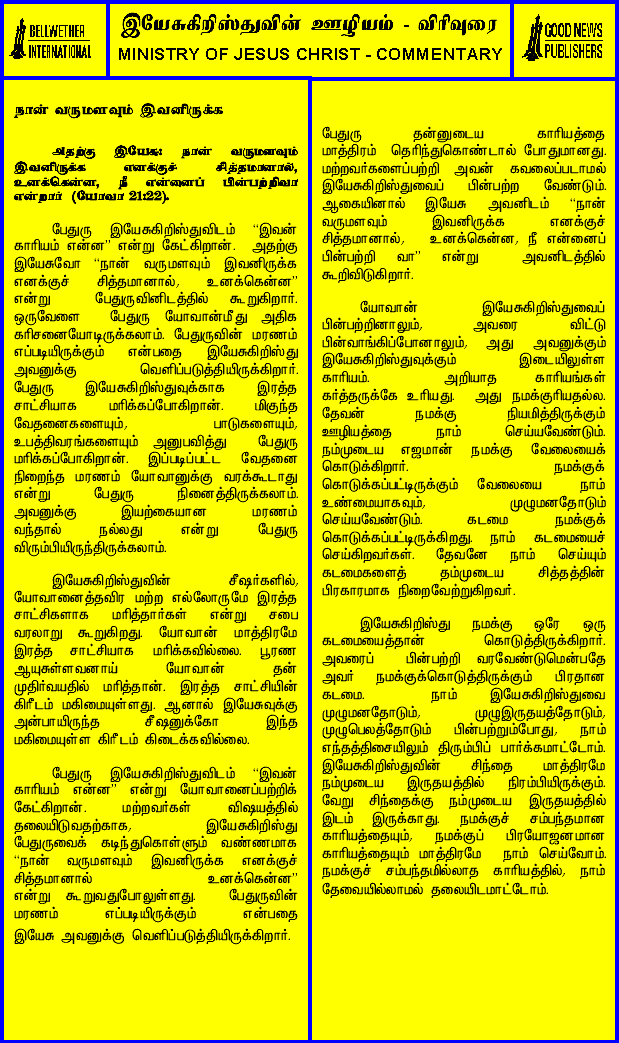 BELLWETHER
INTERNATIONAL
இயேசுகிறிஸ்துவின் ஊழியம் - விரிவுரை
MINISTRY OF JESUS CHRIST - COMMENTARY
GOOD NEWS
PUBLISHERS
நான் வருமளவும் இவனிருக்க
அதற்கு இயேசு: நான் வருமளவும்
இவனிருக்க எனக்குச் சித்தமானால்,
உனக்கென்ன, நீ என்னைப் பின்பற்றிவா
என்றார் (யோவா 21:22).
பேதுரு இயேசுகிறிஸ்துவிடம் “இவன்
காரியம் என்ன” என்று கேட்கிறான். அதற்கு
இயேசுவோ “நான் வருமளவும் இவனிருக்க
எனக்குச் சித்தமானால், உனக்கென்ன”
என்று பேதுருவினிடத்தில் கூறுகிறார்.
ஒருவேளை பேதுரு யோவான்மீது அதிக
கரிசனையோடிருக்கலாம். பேதுருவின் மரணம்
எப்படியிருக்கும் என்பதை இயேசுகிறிஸ்து
அவனுக்கு வெளிப்படுத்தியிருக்கிறார்.
பேதுரு இயேசுகிறிஸ்துவுக்காக இரத்த
சாட்சியாக மரிக்கப்போகிறான். மிகுந்த
வேதனைகளையும், பாடுகளையும்,
உபத்திவரங்களையும் அனுபவித்து பேதுரு
மரிக்கப்போகிறான். இப்படிப்பட்ட வேதனை
நிறைந்த மரணம் யோவானுக்கு வரக்கூடாது
என்று பேதுரு நினைத்திருக்கலாம்.
அவனுக்கு இயற்கையான மரணம்
வந்தால் நல்லது என்று பேதுரு
விரும்பியிருந்திருக்கலாம்.
இயேசுகிறிஸ்துவின் சீஷர்களில்,
யோவானைத்தவிர மற்ற எல்லோருமே இரத்த
சாட்சிகளாக மரித்தார்கள் என்று சபை
வரலாறு கூறுகிறது. யோவான் மாத்திரமே
இரத்த சாட்சியாக மரிக்கவில்லை. பூரண
ஆயுசுள்ளவனாய் யோவான் தன்
முதிர்வயதில் மரித்தான். இரத்த சாட்சியின்
கிரீடம் மகிமையுள்ளது. ஆனால் இயேசுவுக்கு
அன்பாயிருந்த சீஷனுக்கோ இந்த
மகிமையுள்ள கிரீடம் கிடைக்கவில்லை.
பேதுரு இயேசுகிறிஸ்துவிடம் “இவன்
காரியம் என்ன” என்று யோவானைப்பற்றிக்
கேட்கிறான். மற்றவர்கள் விஷயத்தில்
தலையிடுவதற்காக, இயேசுகிறிஸ்து
பேதுருவைக் கடிந்துகொள்ளும் வண்ணமாக
“நான் வருமளவும் இவனிருக்க எனக்குச்
சித்தமானால் உனக்கென்ன”
என்று கூறுவதுபோலுள்ளது. பேதுருவின்
மரணம் எப்படியிருக்கும் என்பதை
இயேசு அவனுக்கு வெளிப்படுத்தியிருக்கிறார்.
பேதுரு தன்னுடைய காரியத்தை
மாத்திரம் தெரிந்துகொண்டால் போதுமானது.
மற்றவர்களைப்பற்றி அவன் கவலைப்படாமல்
இயேசுகிறிஸ்துவைப் பின்பற்ற வேண்டும்.
ஆகையினால் இயேசு அவனிடம் “நான்
வருமளவும் இவனிருக்க எனக்குச்
சித்தமானால், உனக்கென்ன, நீ என்னைப்
பின்பற்றி வா” என்று அவனிடத்தில்
கூறிவிடுகிறார்.
யோவான் இயேசுகிறிஸ்துவைப்
பின்பற்றினாலும், அவரை விட்டு
பின்வாங்கிப்போனாலும், அது அவனுக்கும்
இயேசுகிறிஸ்துவுக்கும் இடையிலுள்ள
காரியம். அறியாத காரியங்கள்
கர்த்தருக்கே உரியது. அது நமக்குரியதல்ல.
தேவன் நமக்கு நியமித்திருக்கும்
ஊழியத்தை நாம் செய்யவேண்டும்.
நம்முடைய எஜமான் நமக்கு வேலையைக்
கொடுக்கிறார். நமக்குக்
கொடுக்கப்பட்டிருக்கும் வேலையை நாம்
உண்மையாகவும், முழுமனதோடும்
செய்யவேண்டும். கடமை நமக்குக்
கொடுக்கப்பட்டிருக்கிறது. நாம் கடமையைச்
செய்கிறவர்கள். தேவனே நாம் செய்யும்
கடமைகளைத் தம்முடைய சித்தத்தின்
பிரகாரமாக நிறைவேற்றுகிறவர்.
இயேசுகிறிஸ்து நமக்கு ஒரே ஒரு
கடமையைத்தான் கொடுத்திருக்கிறார்.
அவரைப் பின்பற்றி வரவேண்டுமென்பதே
அவர் நமக்குக்கொடுத்திருக்கும் பிரதான
கடமை. நாம் இயேசுகிறிஸ்துவை
முழுமனதோடும், முழுஇருதயத்தோடும்,
முழுபெலத்தோடும் பின்பற்றும்போது, நாம்
எந்தத்திசையிலும் திரும்பிப் பார்க்கமாட்டோம்.
இயேசுகிறிஸ்துவின் சிந்தை மாத்திரமே
நம்முடைய இருதயத்தில் நிரம்பியிருக்கும்.
வேறு சிந்தைக்கு நம்முடைய இருதயத்தில்
இடம் இருக்காது. நமக்குச் சம்பந்தமான
காரியத்தையும், நமக்குப் பிரயோஜனமான
காரியத்தையும் மாத்திரமே நாம் செய்வோம்.
நமக்குச் சம்பந்தமில்லாத காரியத்தில், நாம்
தேவையில்லாமல் தலையிடமாட்டோம்.